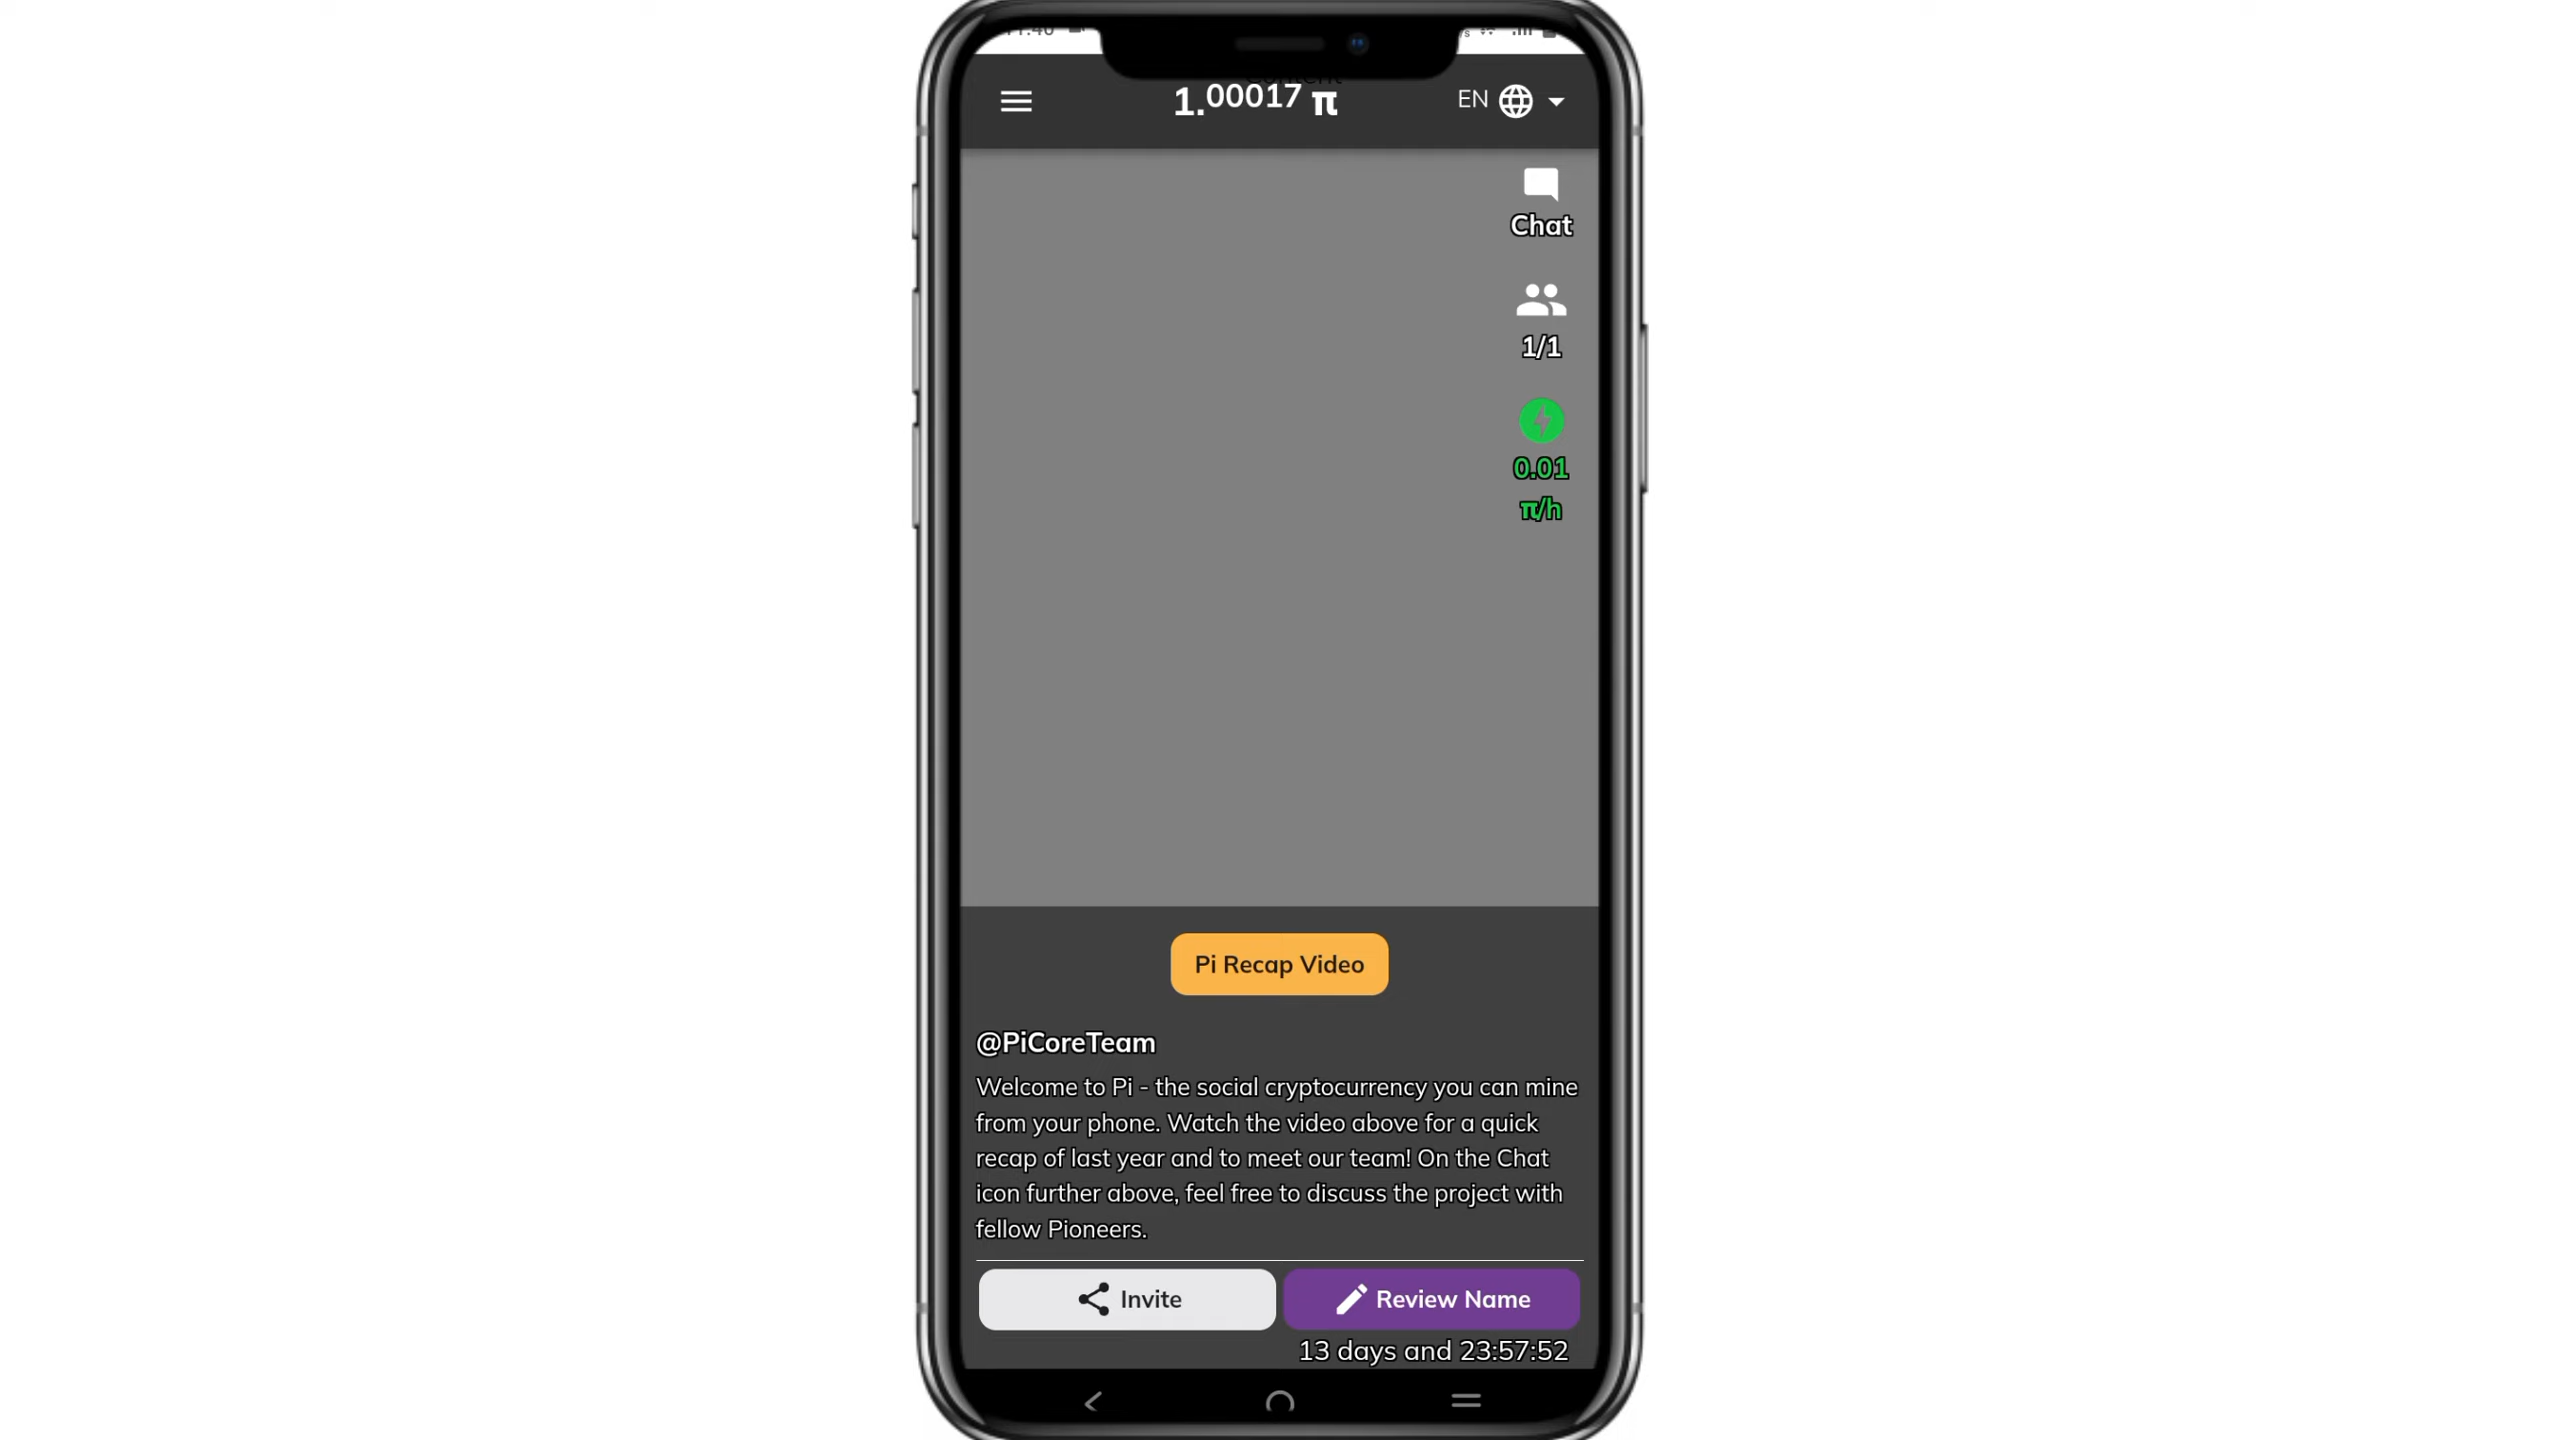 1.00017 π
EN
Chat
1/1
0.01
π/h
Pi Recap Video
@PiCoreTeam
Welcome to Pi - the social cryptocurrency you can mine
from your phone. Watch the video above for a quick
recap of last year and to meet our team! On the Chat
icon further above, feel free to discuss the project with
fellow Pioneers.
Invite
Review Name
13 days and 23:57:52